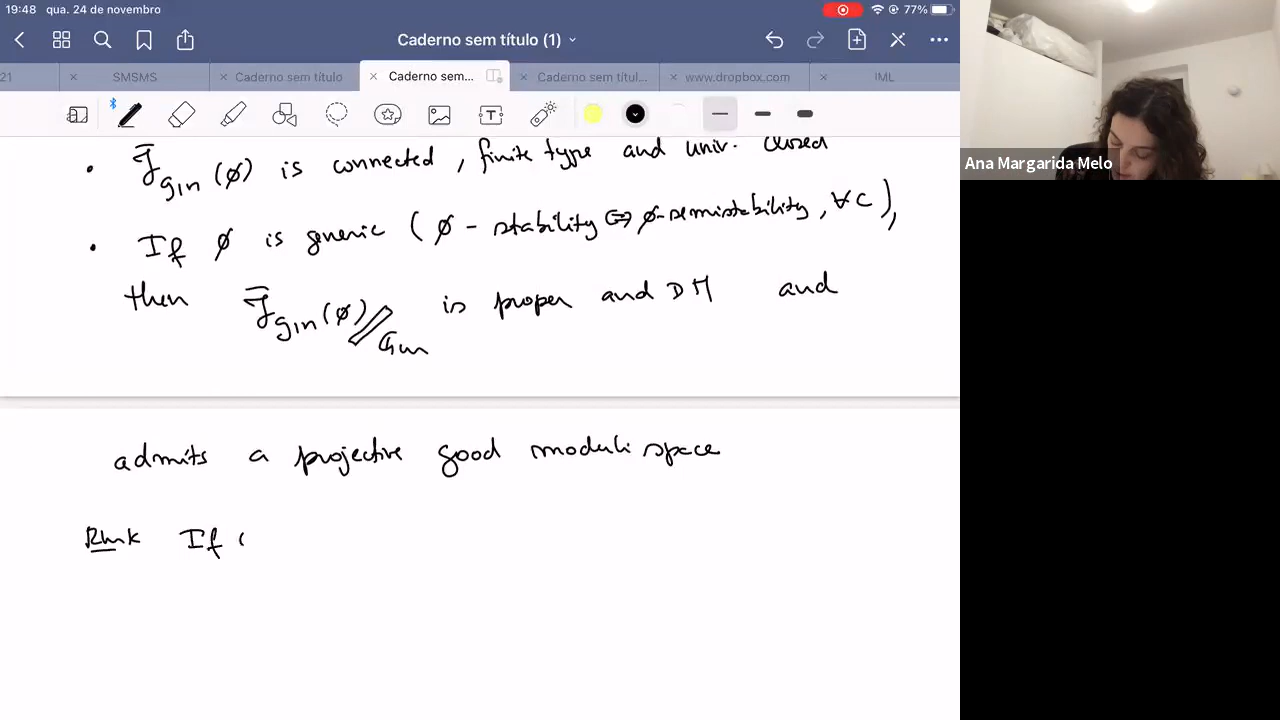 19:48 qua. 24 de novembro
77%
Caderno sem título (1)
21
SMSMS
Caderno sem título
Caderno sem...
Caderno sem títul...
www.dropbox.com
IML
Ana Margarida Melo
• J̄_{g,n}(ϕ) is connected, finite type and univ. closed
• If ϕ is generic (ϕ-stability ⇔ ϕ-semistability, ∀ C),
then J̄_{g,n}(ϕ) // Gm is proper and DM and
admits a projective good moduli space
Rmk If (